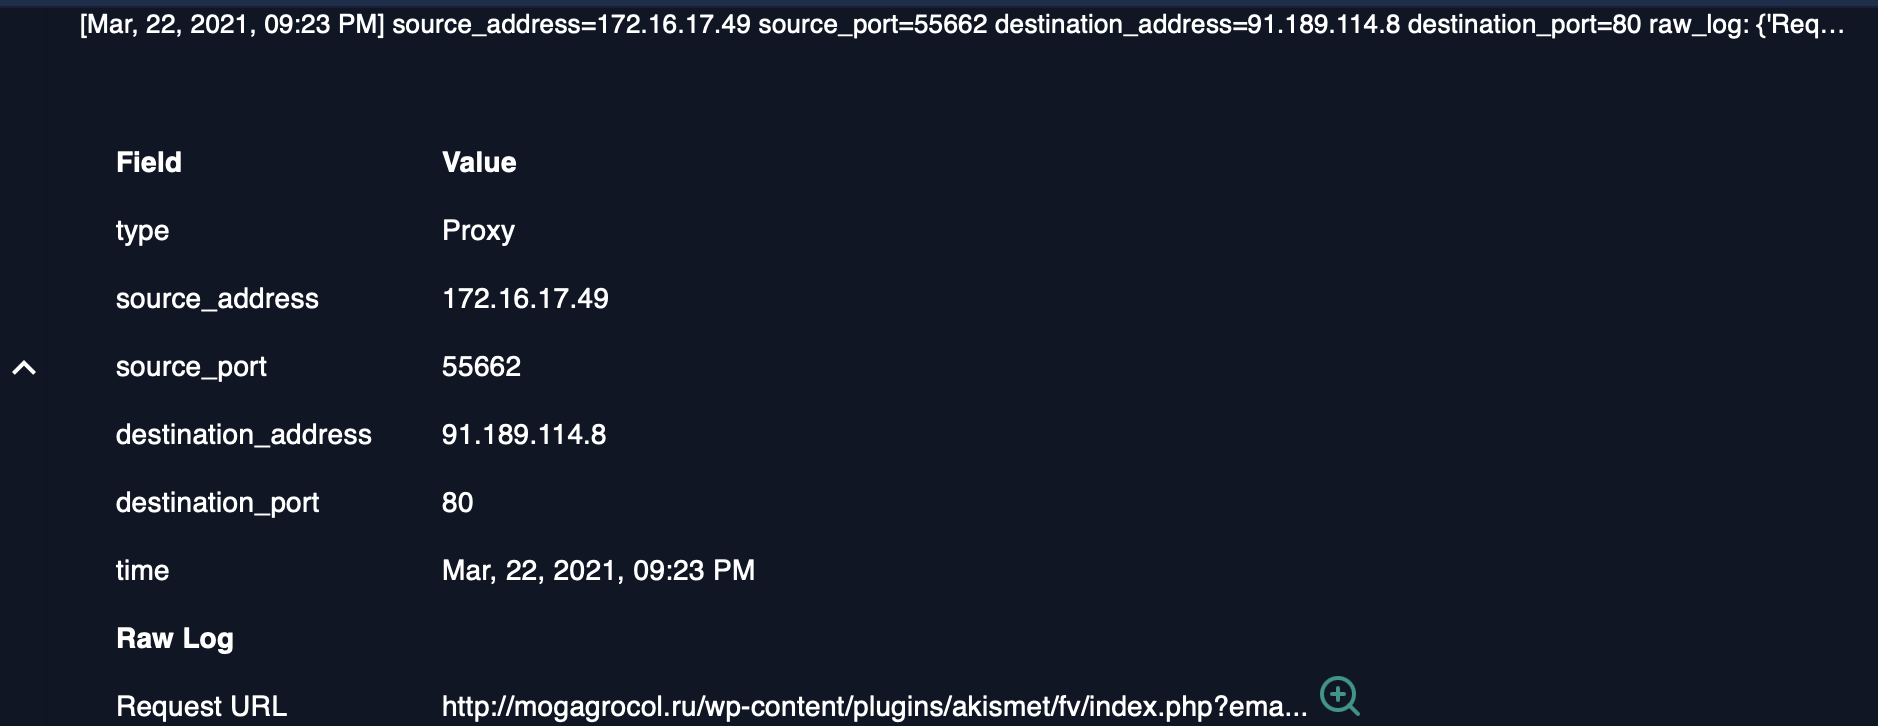 [Mar, 22, 2021, 09:23 PM] source_address=172.16.17.49 source_port=55662 destination_address=91.189.114.8 destination_port=80 raw_log: {'Req...
Field Value
type Proxy
source_address 172.16.17.49
source_port 55662
destination_address 91.189.114.8
destination_port 80
time Mar, 22, 2021, 09:23 PM
Raw Log
Request URL http://mogagrocol.ru/wp-content/plugins/akismet/fv/index.php?ema...